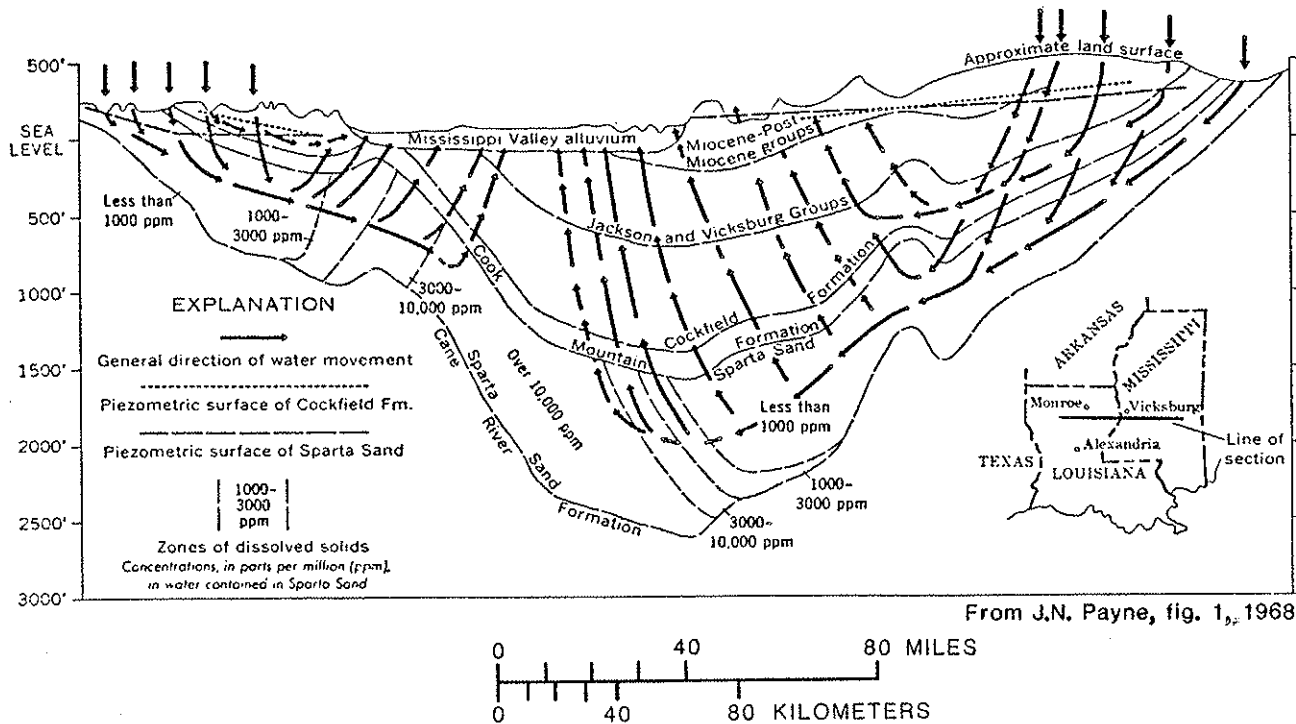 Approximate land surface
500'
SEA
LEVEL
500'
1000'
1500'
2000'
2500'
3000'
Mississippi Valley alluvium
Miocene-Post
Miocene groups
Less than
1000 ppm
1000-
3000 ppm
Jackson and Vicksburg Groups
3000-
10,000 ppm
Cook
Mountain
Formation
Cockfield
Formation
Sparta Sand
EXPLANATION
General direction of water movement
Piezometric surface of Cockfield Fm.
Piezometric surface of Sparta Sand
1000-
3000
ppm
Zones of dissolved solids
Concentrations, in parts per million (ppm),
in water contained in Sparta Sand
Cane River Formation
Sparta Sand
Over 10,000 ppm
Less than
1000 ppm
1000-
3000 ppm
3000-
10,000 ppm
ARKANSAS
MISSISSIPPI
Monroe
Vicksburg
Alexandria
TEXAS
LOUISIANA
Line of
section
From J.N. Payne, fig. 1, 1968
0 40 80 MILES
0 40 80 KILOMETERS